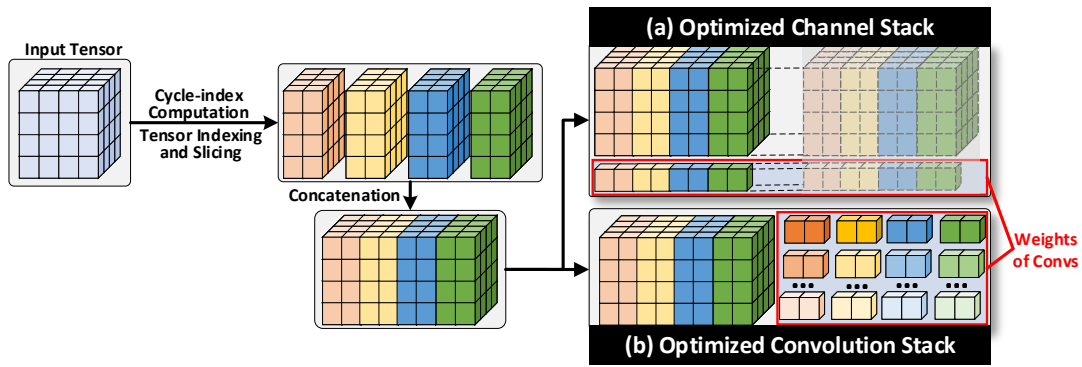 (a) Optimized Channel Stack
Input Tensor
Cycle-index
Computation
Tensor Indexing
and Slicing
Concatenation
Weights
of Convs
(b) Optimized Convolution Stack